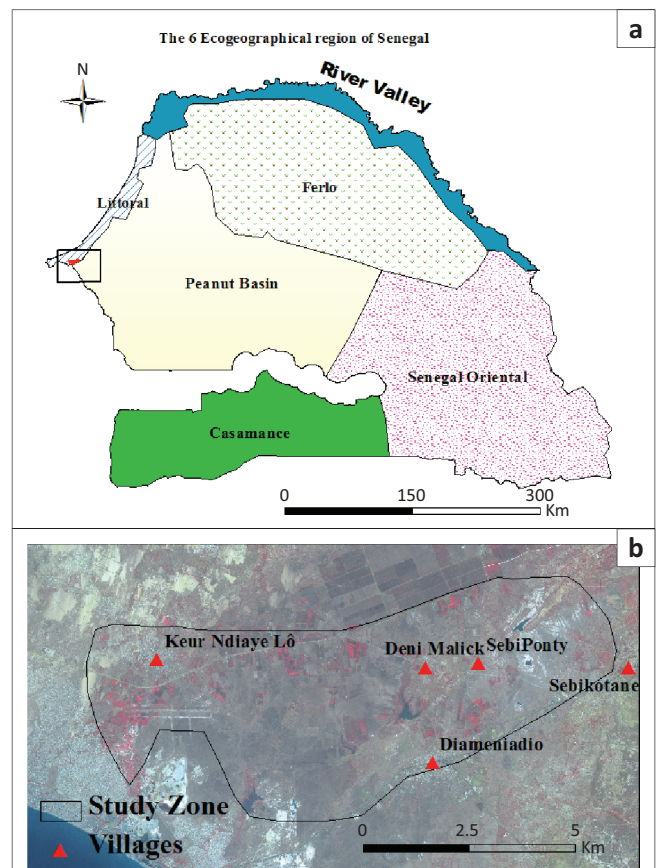 The 6 Ecogeographical region of Senegal
a
N
River Valley
Ferlo
Littoral
Peanut Basin
Senegal Oriental
Casamance
0 150 300
Km
b
Keur Ndiaye Lô
Deni Malick
SebiPonty
Sebikotane
Diameniadio
Study Zone
Villages
0 2.5 5
Km